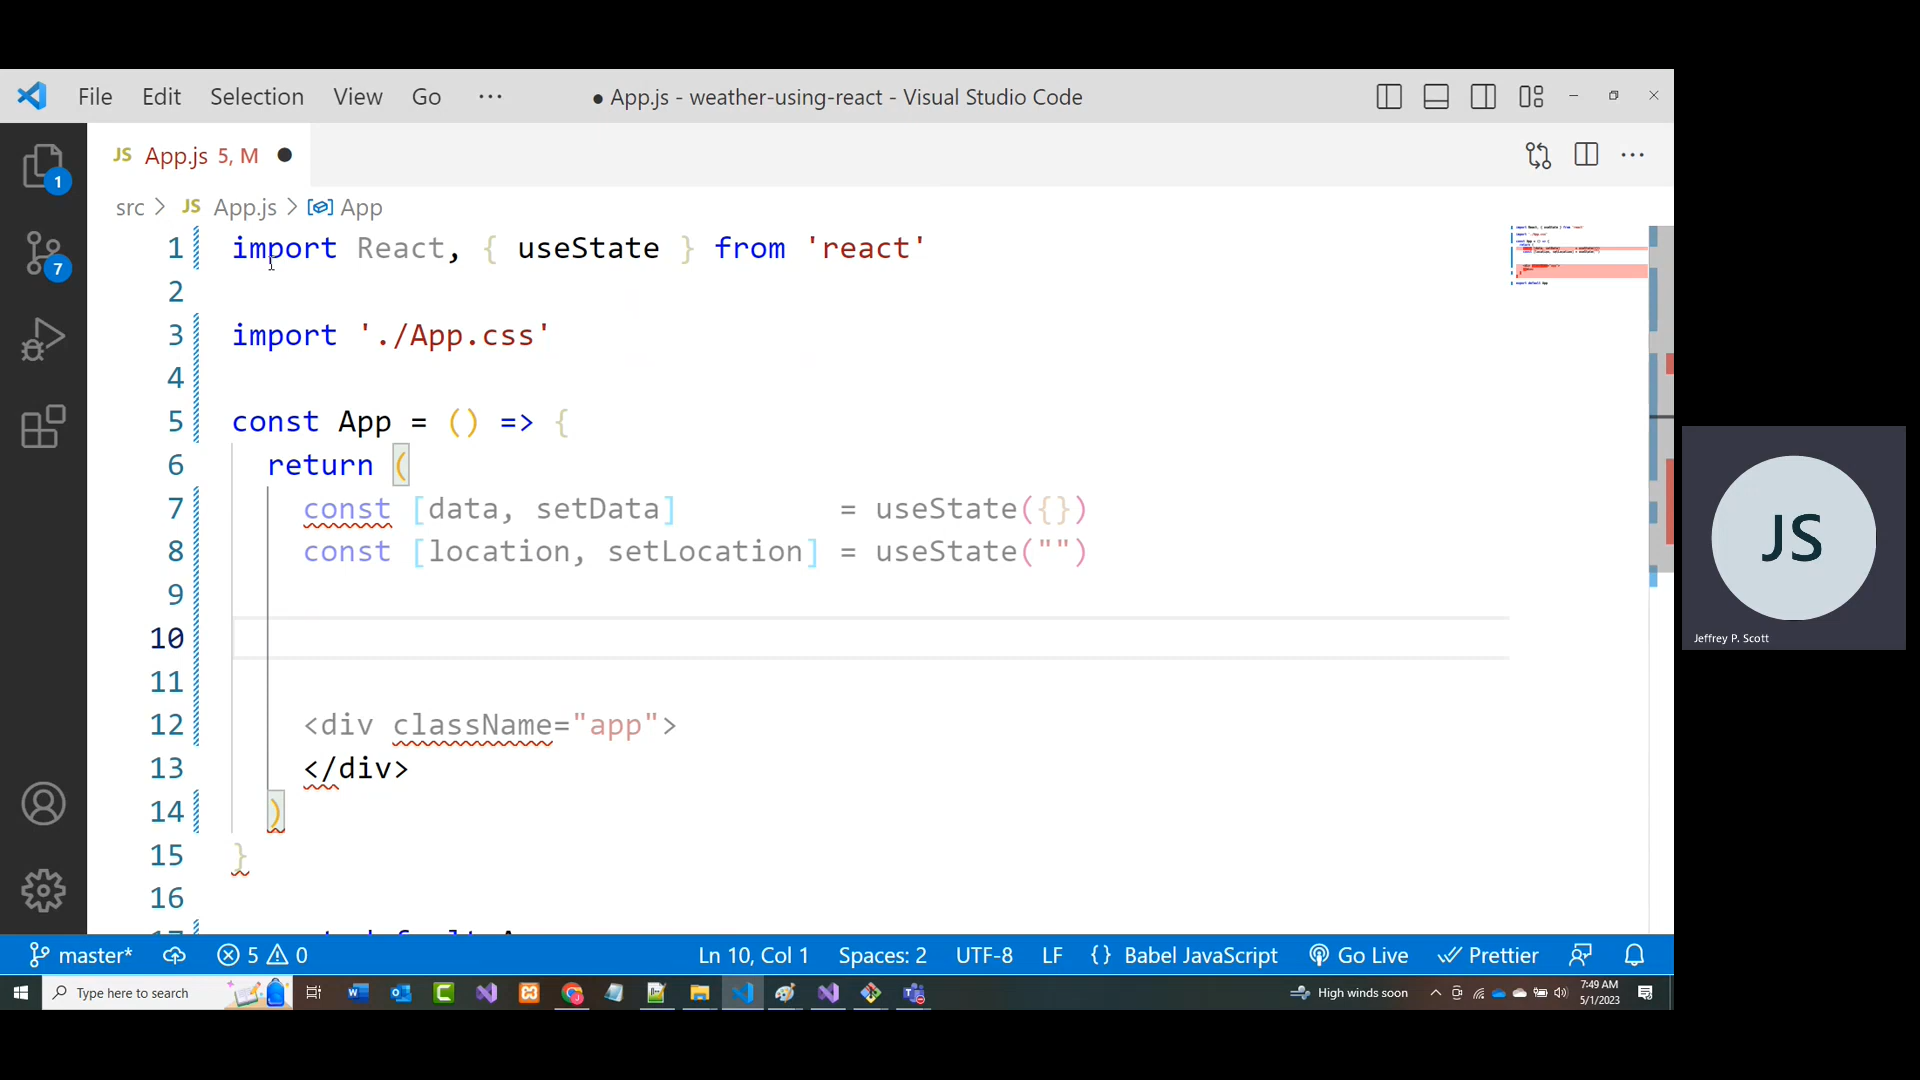 File Edit Selection View Go ··· ● App.js - weather-using-react - Visual Studio Code
JS App.js 5, M ●
src > JS App.js > App
1 import React, { useState } from 'react'
2
3 import './App.css'
4
5 const App = () => {
6 return (
7 const [data, setData] = useState({})
8 const [location, setLocation] = useState("")
9
10
11
12 <div className="app">
13 </div>
14 )
15 }
16
1
7
JS
Jeffrey P. Scott
master* 5 0 Ln 10, Col 1 Spaces: 2 UTF-8 LF {} Babel JavaScript Go Live Prettier
Type here to search
High winds soon
7:49 AM
5/1/2023